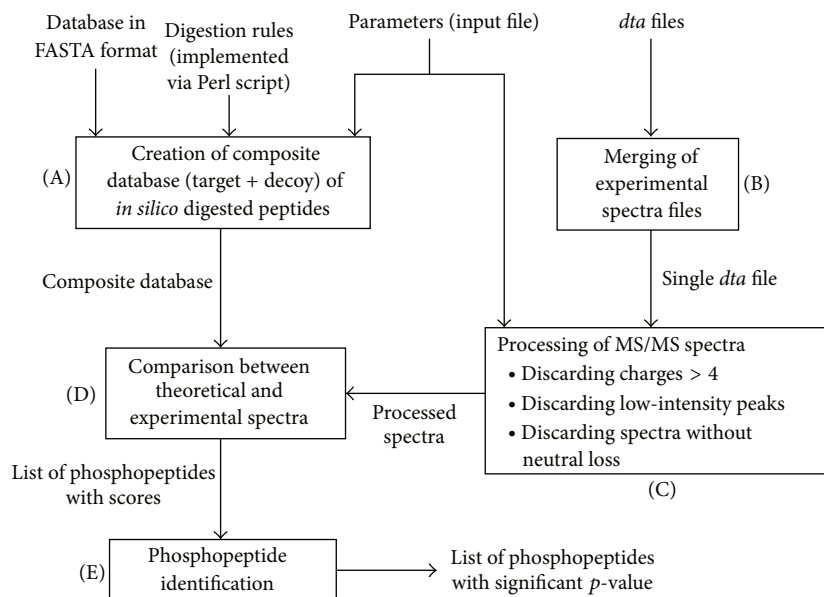 Database in
FASTA format
Digestion rules
(implemented
via Perl script)
Parameters (input file)
dta files
(A)
Creation of composite
database (target + decoy) of
in silico digested peptides
Merging of
experimental
spectra files
(B)
Composite database
Single dta file
(D)
Comparison between
theoretical and
experimental spectra
Processed
spectra
Processing of MS/MS spectra
• Discarding charges > 4
• Discarding low-intensity peaks
• Discarding spectra without
neutral loss
(C)
List of phosphopeptides
with scores
(E)
Phosphopeptide
identification
List of phosphopeptides
with significant p-value